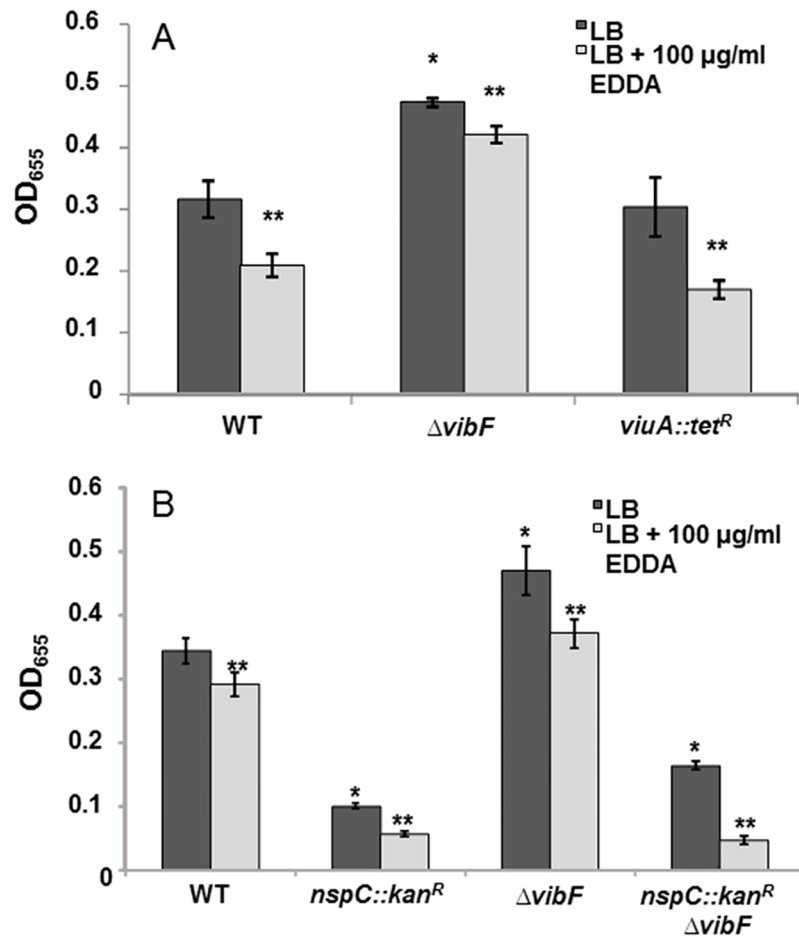 A
0.6
0.5
0.4
0.3
0.2
0.1
0
OD655
LB
LB + 100 µg/ml
EDDA
*
**
**
**
WT
ΔvibF
viuA::tetR
B
0.6
0.5
0.4
0.3
0.2
0.1
0
OD655
LB
LB + 100 µg/ml
EDDA
*
**
**
*
**
*
**
WT
nspC::kanR
ΔvibF
nspC::kanR
ΔvibF